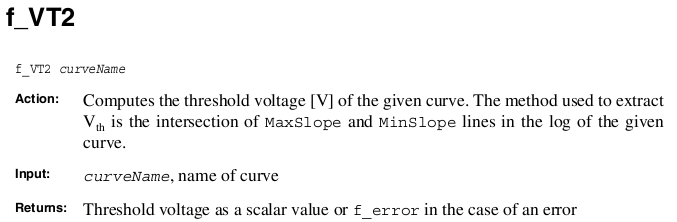 f_VT2
f_VT2 curveName
Action: Computes the threshold voltage [V] of the given curve. The method used to extract
Vth is the intersection of MaxSlope and MinSlope lines in the log of the given
curve.
Input: curveName, name of curve
Returns: Threshold voltage as a scalar value or f_error in the case of an error